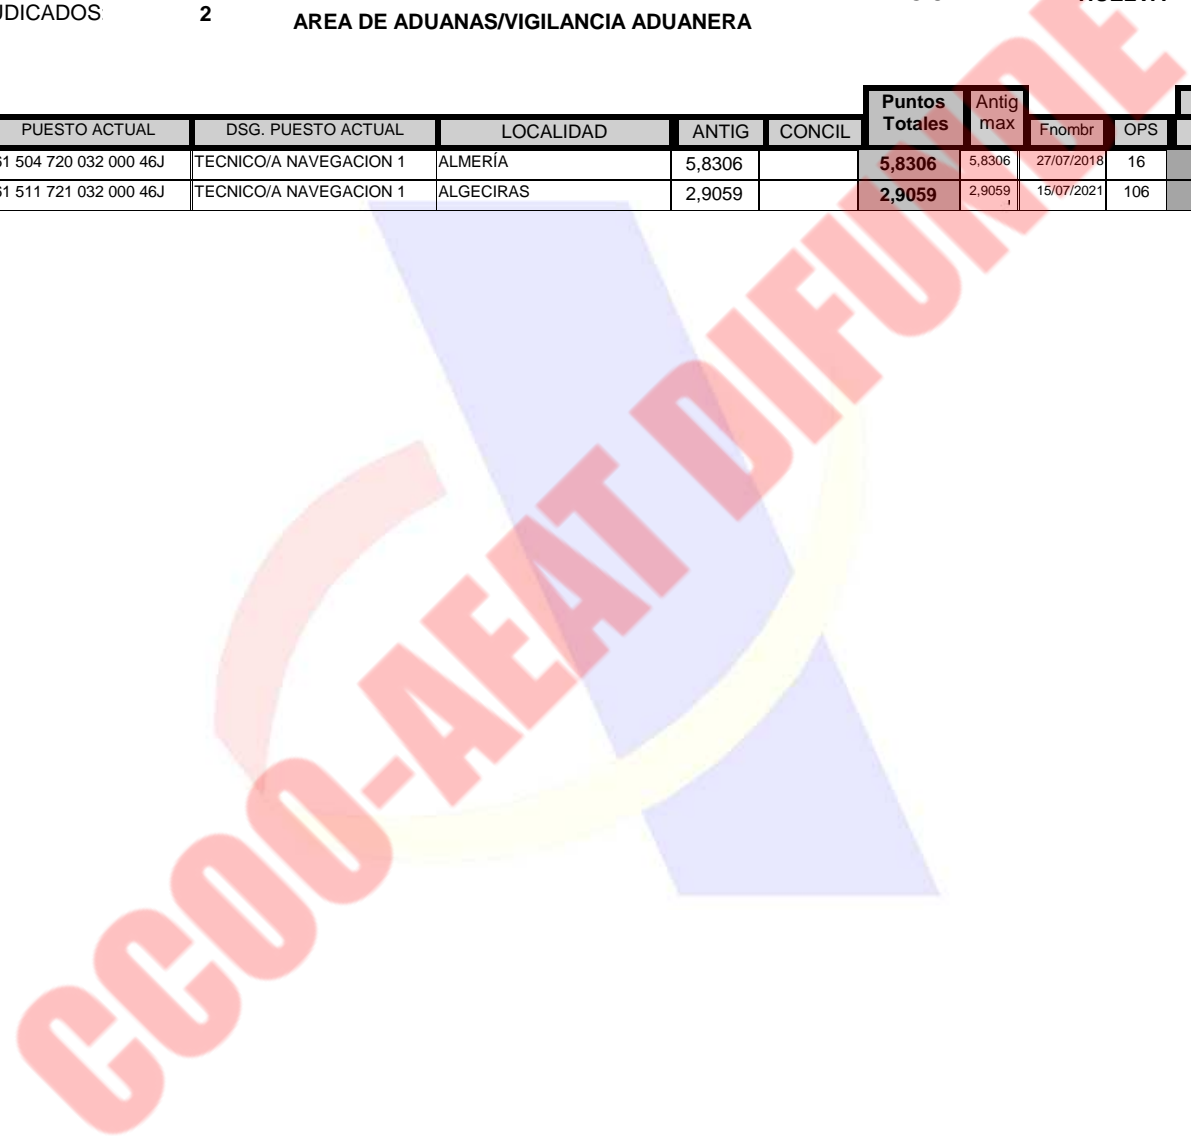 UDICADOS: 2
AREA DE ADUANAS/VIGILANCIA ADUANERA
Puntos Totales Antig max
PUESTO ACTUAL DSG. PUESTO ACTUAL LOCALIDAD ANTIG CONCIL Fnombr OPS
61 504 720 032 000 46J TECNICO/A NAVEGACION 1 ALMERÍA 5,8306 5,8306 5,8306 27/07/2018 16
61 511 721 032 000 46J TECNICO/A NAVEGACION 1 ALGECIRAS 2,9059 2,9059 2,9059 15/07/2021 106
CCOO-AEAT DIFUNDE